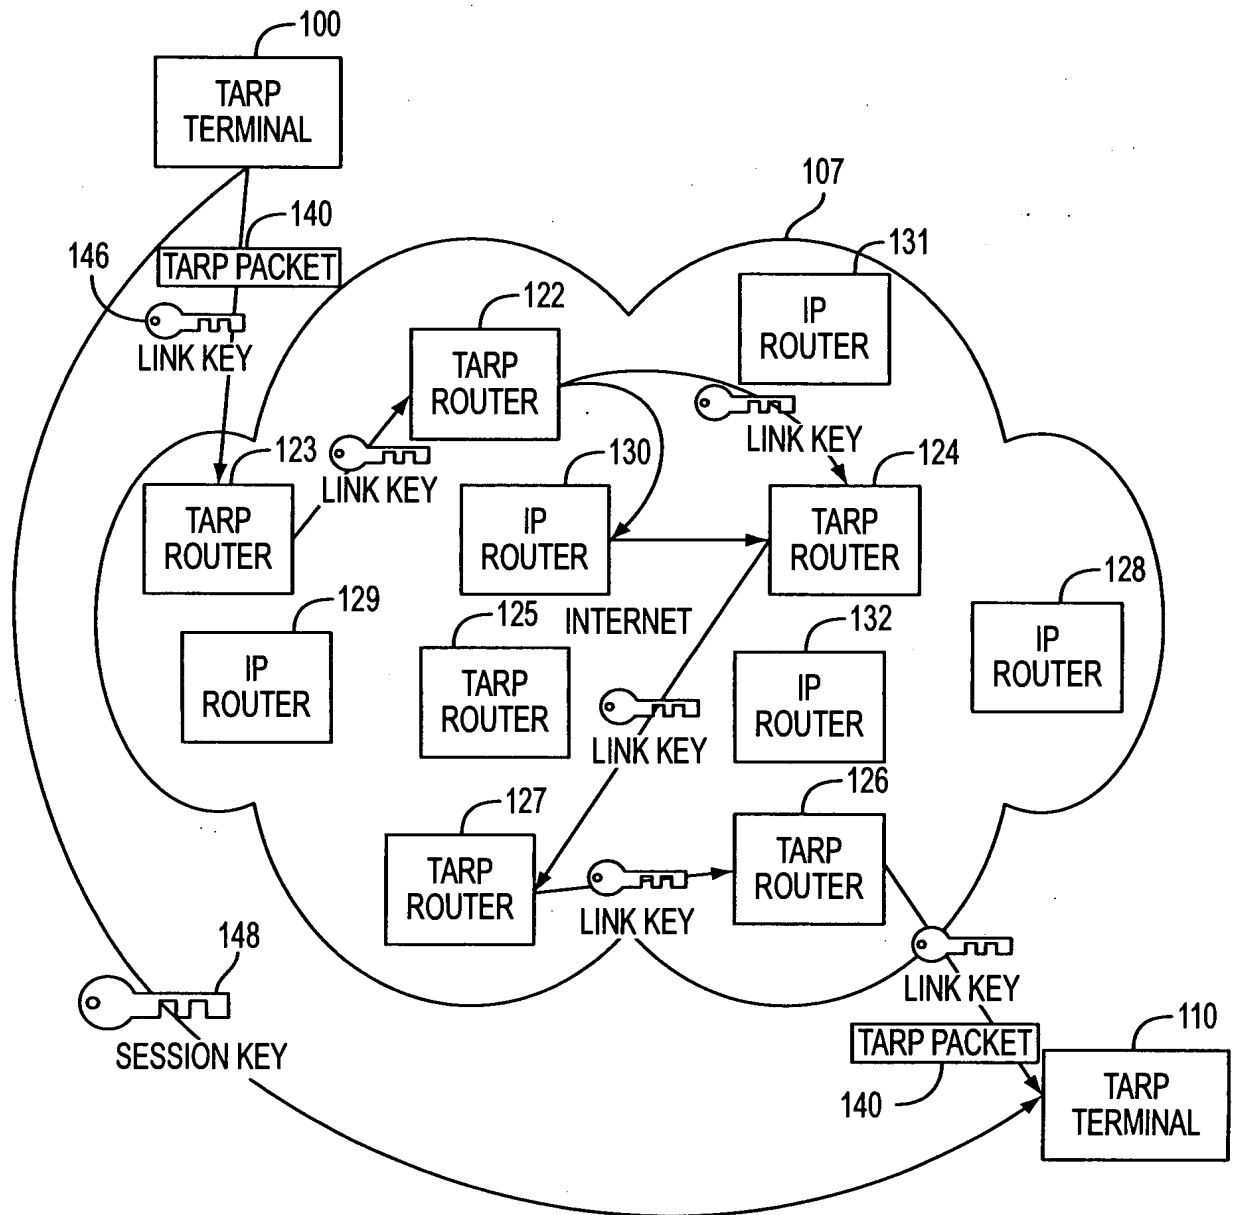 100
TARP
TERMINAL
107
140
TARP PACKET
146
LINK KEY
131
IP
ROUTER
122
TARP
ROUTER
LINK KEY
123
TARP
ROUTER
LINK KEY
130
IP
ROUTER
124
TARP
ROUTER
128
IP
ROUTER
129
IP
ROUTER
125
TARP
ROUTER
INTERNET
132
IP
ROUTER
LINK KEY
127
TARP
ROUTER
126
TARP
ROUTER
LINK KEY
148
SESSION KEY
LINK KEY
TARP PACKET
140
110
TARP
TERMINAL